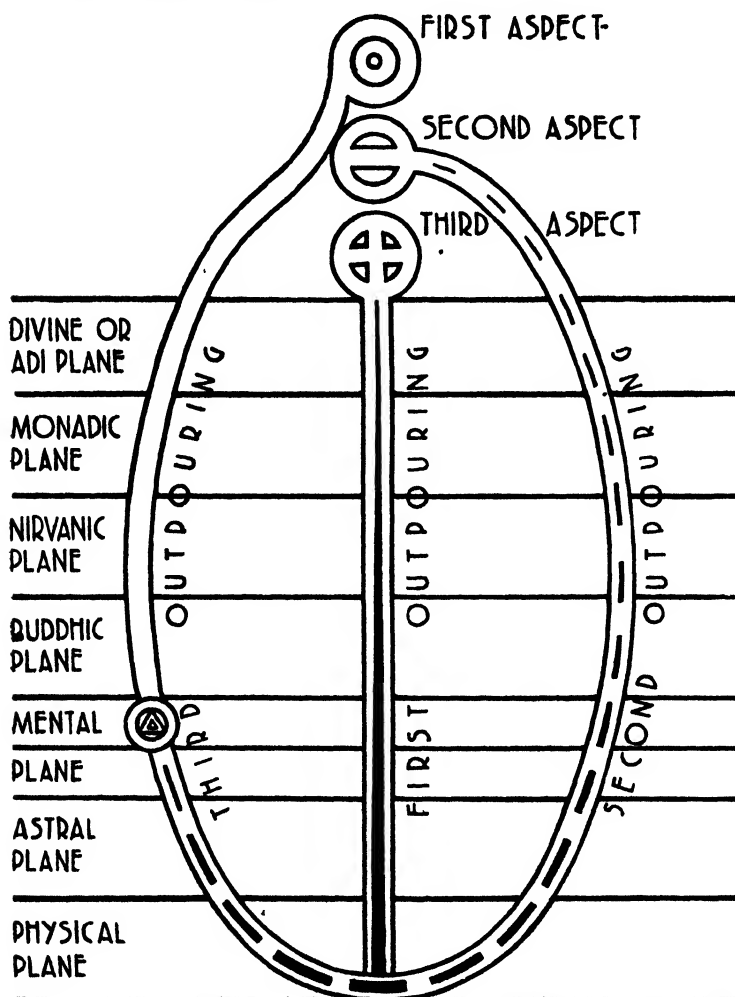 FIRST ASPECT-
SECOND ASPECT
THIRD ASPECT
DIVINE OR
ADI PLANE
MONADIC
PLANE
NIRVANIC
PLANE
BUDDHIC
PLANE
MENTAL
PLANE
ASTRAL
PLANE
PHYSICAL
PLANE
THIRD OUTPOURING
FIRST OUTPOURING
SECOND OUTPOURING